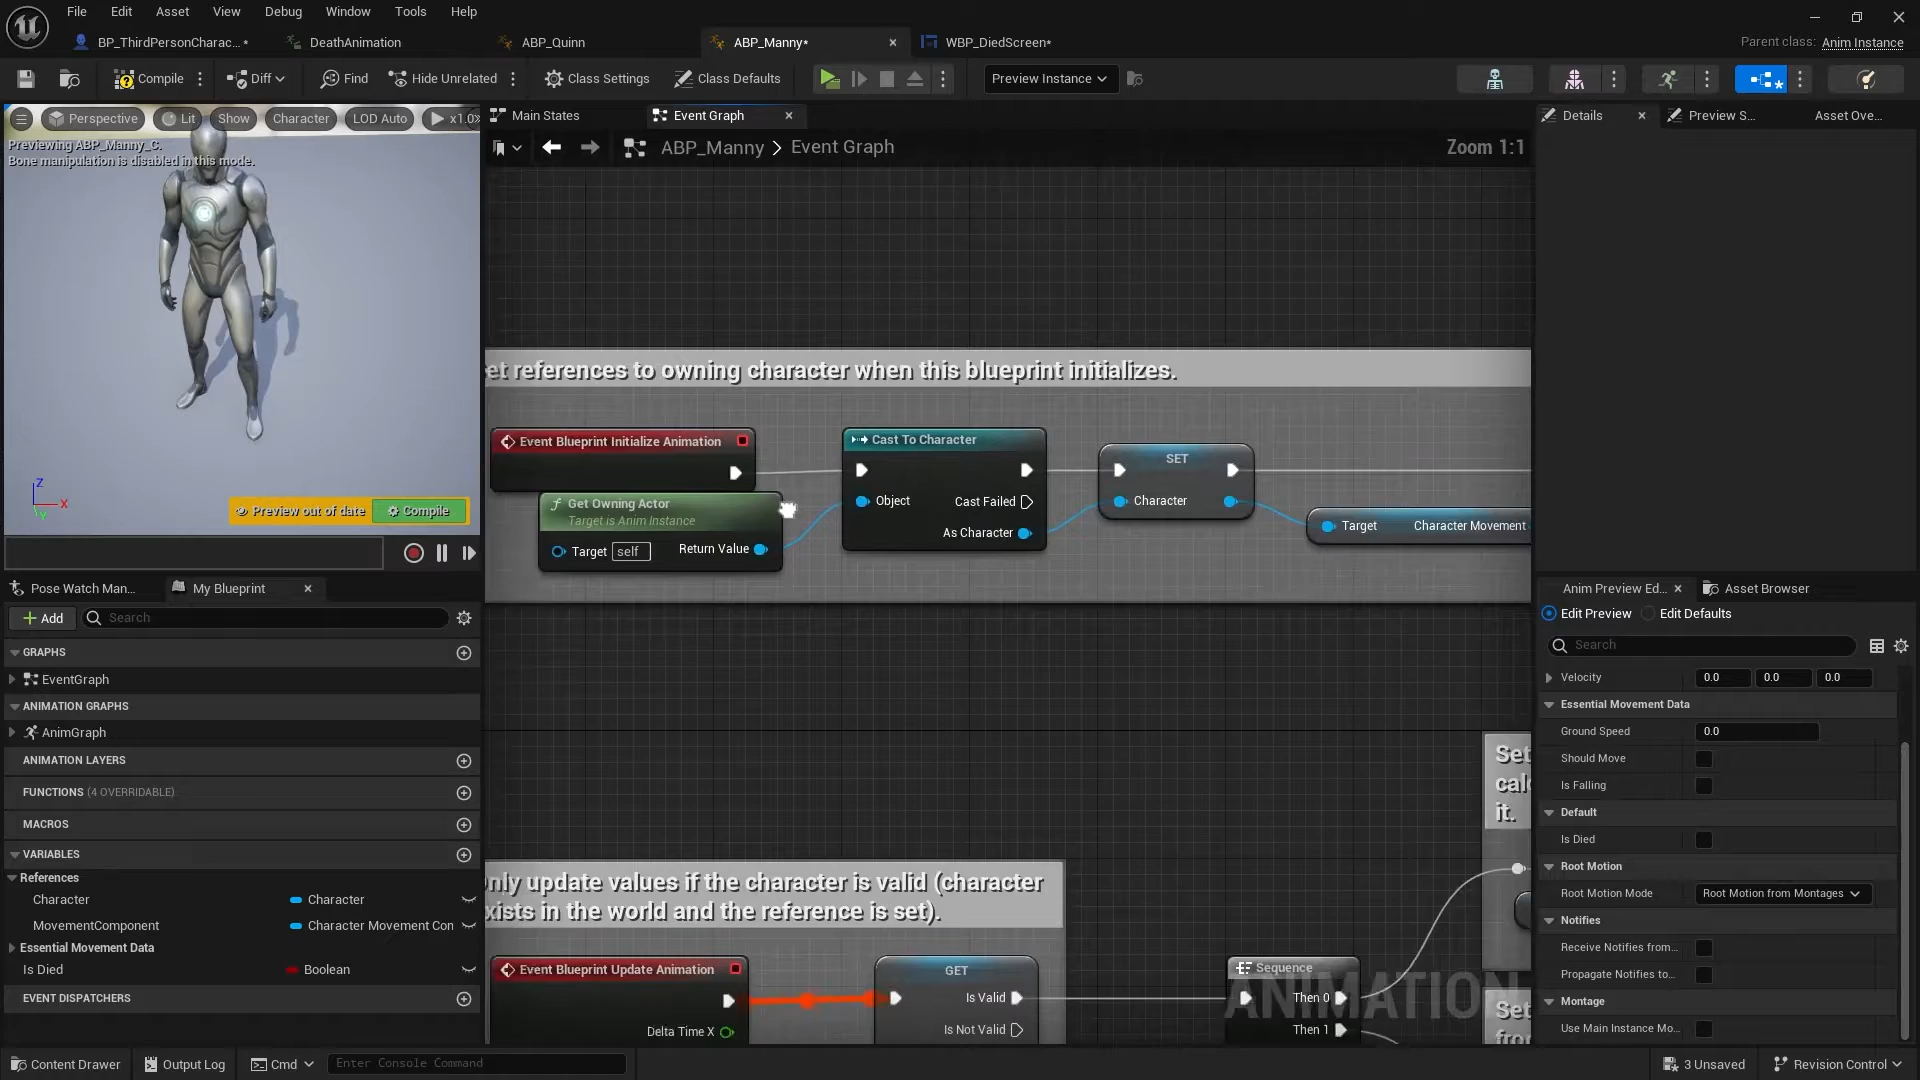 File Edit Asset View Debug Window Tools Help
BP_ThirdPersonCharac...*
DeathAnimation
ABP_Quinn
ABP_Manny*
WBP_DiedScreen*
Parent class: Anim Instance
Compile
Diff
Find
Hide Unrelated
Class Settings
Class Defaults
Preview Instance
Perspective
Lit
Show
Character
LOD Auto
x1.0
Previewing ABP_Manny_C.
Bone manipulation is disabled in this mode.
Z
X
Y
Preview out of date
Compile
Main States
Event Graph
ABP_Manny > Event Graph
Zoom 1:1
et references to owning character when this blueprint initializes.
Event Blueprint Initialize Animation
f Get Owning Actor
Target is Anim Instance
Target self
Return Value
Cast To Character
Object
Cast Failed
As Character
SET
Character
Target
Character Movement
nly update values if the character is valid (character
xists in the world and the reference is set).
Event Blueprint Update Animation
Delta Time X
GET
Is Valid
Is Not Valid
Sequence
Then 0
Then 1
Set
calc
it.
Set
from
ANIMATION
Pose Watch Man...
My Blueprint
Add
Search
GRAPHS
EventGraph
ANIMATION GRAPHS
AnimGraph
ANIMATION LAYERS
FUNCTIONS (4 OVERRIDABLE)
MACROS
VARIABLES
References
Character
Character
MovementComponent
Character Movement Con
Essential Movement Data
Is Died
Boolean
EVENT DISPATCHERS
Details
Preview S...
Asset Ove...
Anim Preview Ed...
Asset Browser
Edit Preview
Edit Defaults
Search
Velocity 0.0 0.0 0.0
Essential Movement Data
Ground Speed 0.0
Should Move
Is Falling
Default
Is Died
Root Motion
Root Motion Mode Root Motion from Montages
Notifies
Receive Notifies from...
Propagate Notifies to...
Montage
Use Main Instance Mo...
Content Drawer
Output Log
Cmd
Enter Console Command
3 Unsaved
Revision Control